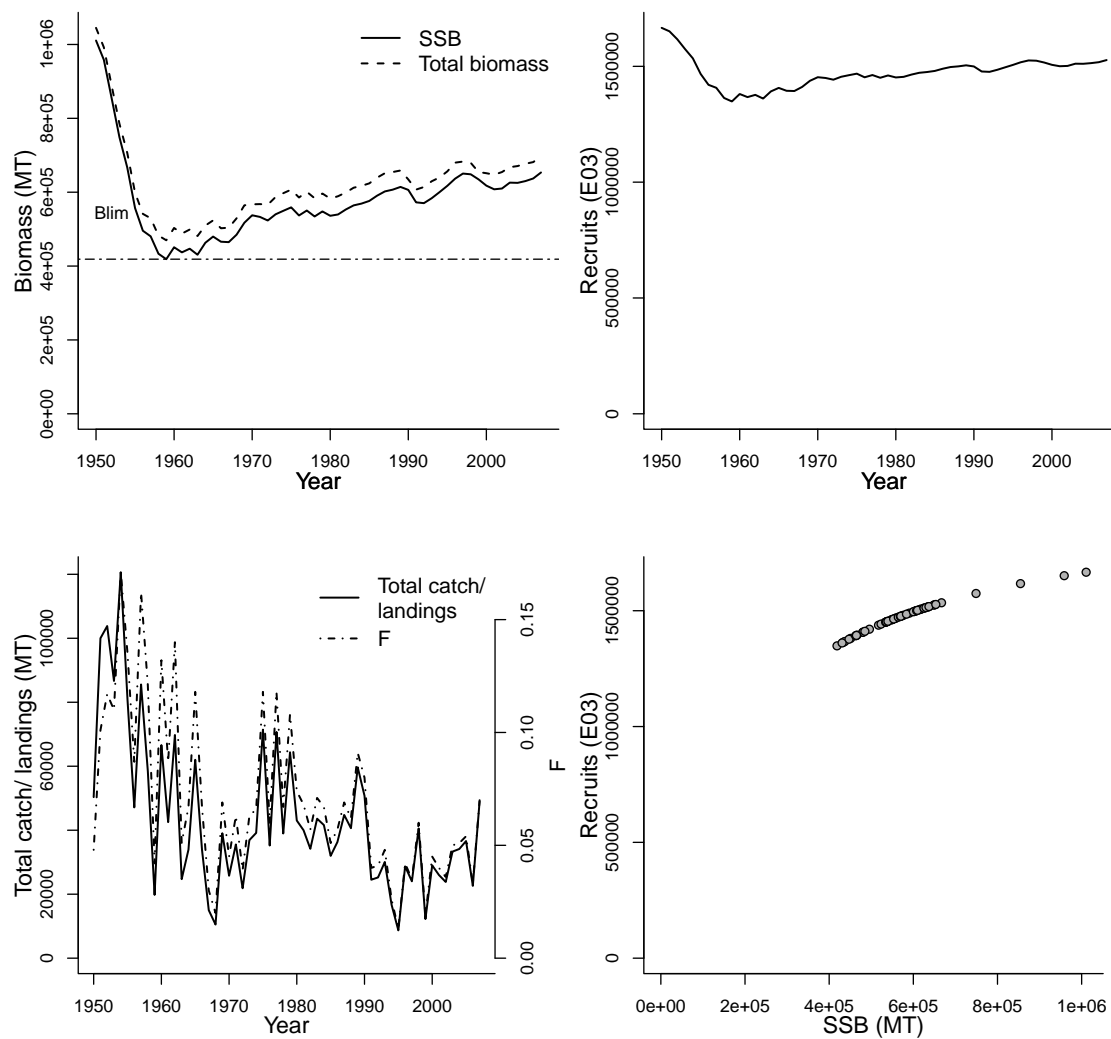 SSB
Total biomass
Blim
Biomass (MT)
0e+00 2e+05 4e+05 6e+05 8e+05 1e+06
1950 1960 1970 1980 1990 2000
Year
Recruits (E03)
0 500000 1000000 1500000
1950 1960 1970 1980 1990 2000
Year
Total catch/
landings
F
Total catch/ landings (MT)
0 20000 60000 100000
0.00 0.05 0.10 0.15
F
1950 1960 1970 1980 1990 2000
Year
Recruits (E03)
0 500000 1000000 1500000
0e+00 2e+05 4e+05 6e+05 8e+05 1e+06
SSB (MT)